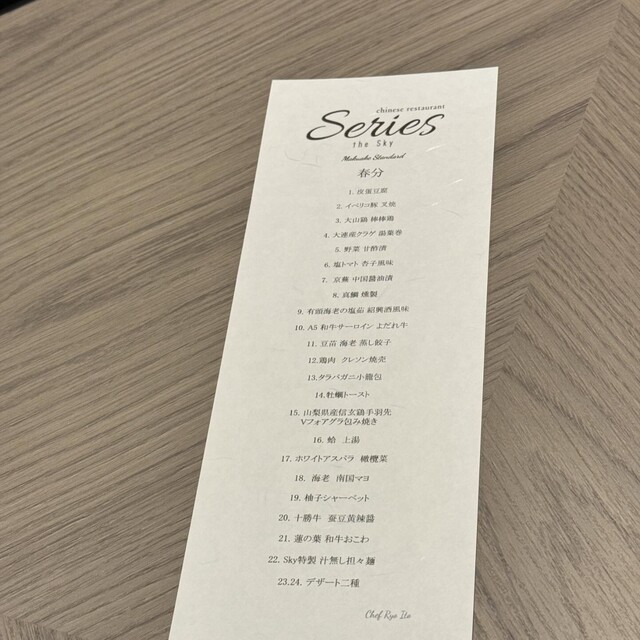 chinese restaurant
Series
the Sky
Makuake Standard
春分
1. 皮蛋豆腐
2. イベリコ豚 叉焼
3. 大山鶏 棒棒鶏
4. 大連産クラゲ 湯葉巻
5. 野菜 甘酢漬
6. 塩トマト 杏子風味
7. 京蕪 中国醤油漬
8. 真鯛 燻製
9. 有頭海老の塩茹 紹興酒風味
10. A5 和牛サーロイン よだれ牛
11. 豆苗 海老 蒸し餃子
12. 鶏肉 クレソン焼売
13. タラバガニ小籠包
14. 牡蠣トースト
15. 山梨県産信玄鶏手羽先
Vフォアグラ包み焼き
16. 蛤 上湯
17. ホワイトアスパラ 橄欖菜
18. 海老 南国マヨ
19. 柚子シャーベット
20. 十勝牛 蚕豆黄辣醤
21. 蓮の葉 和牛おこわ
22. Sky特製 汁無し担々麺
23.24. デザート二種
Chef Ryo Ito